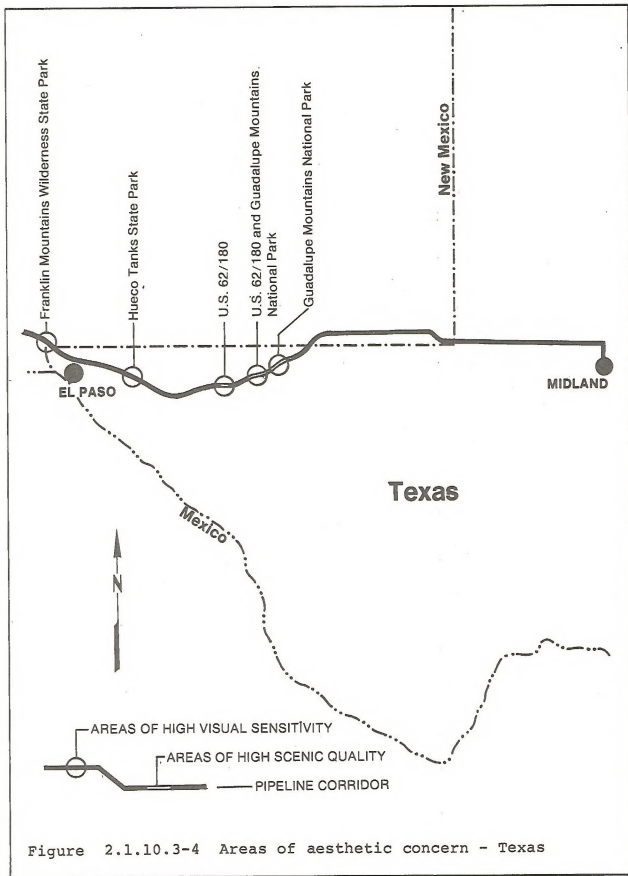 Franklin Mountains Wilderness State Park
Hueco Tanks State Park
U.S. 62/180
U.S. 62/180 and Guadalupe Mountains
National Park
Guadalupe Mountains National Park
New Mexico
EL PASO
MIDLAND
Texas
Mexico
N
AREAS OF HIGH VISUAL SENSITIVITY
AREAS OF HIGH SCENIC QUALITY
PIPELINE CORRIDOR
Figure 2.1.10.3-4 Areas of aesthetic concern - Texas